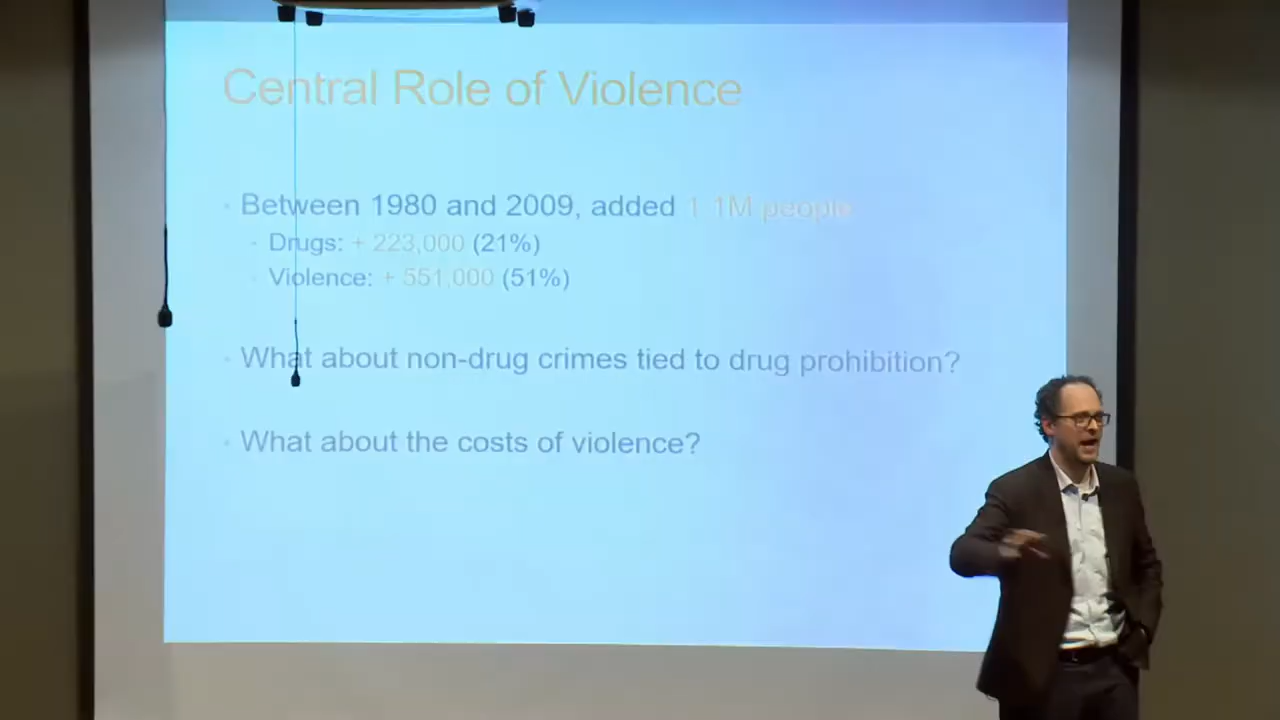 Central Role of Violence
Between 1980 and 2009, added 1.1M people
Drugs: + 223,000 (21%)
Violence: + 551,000 (51%)
What about non-drug crimes tied to drug prohibition?
What about the costs of violence?